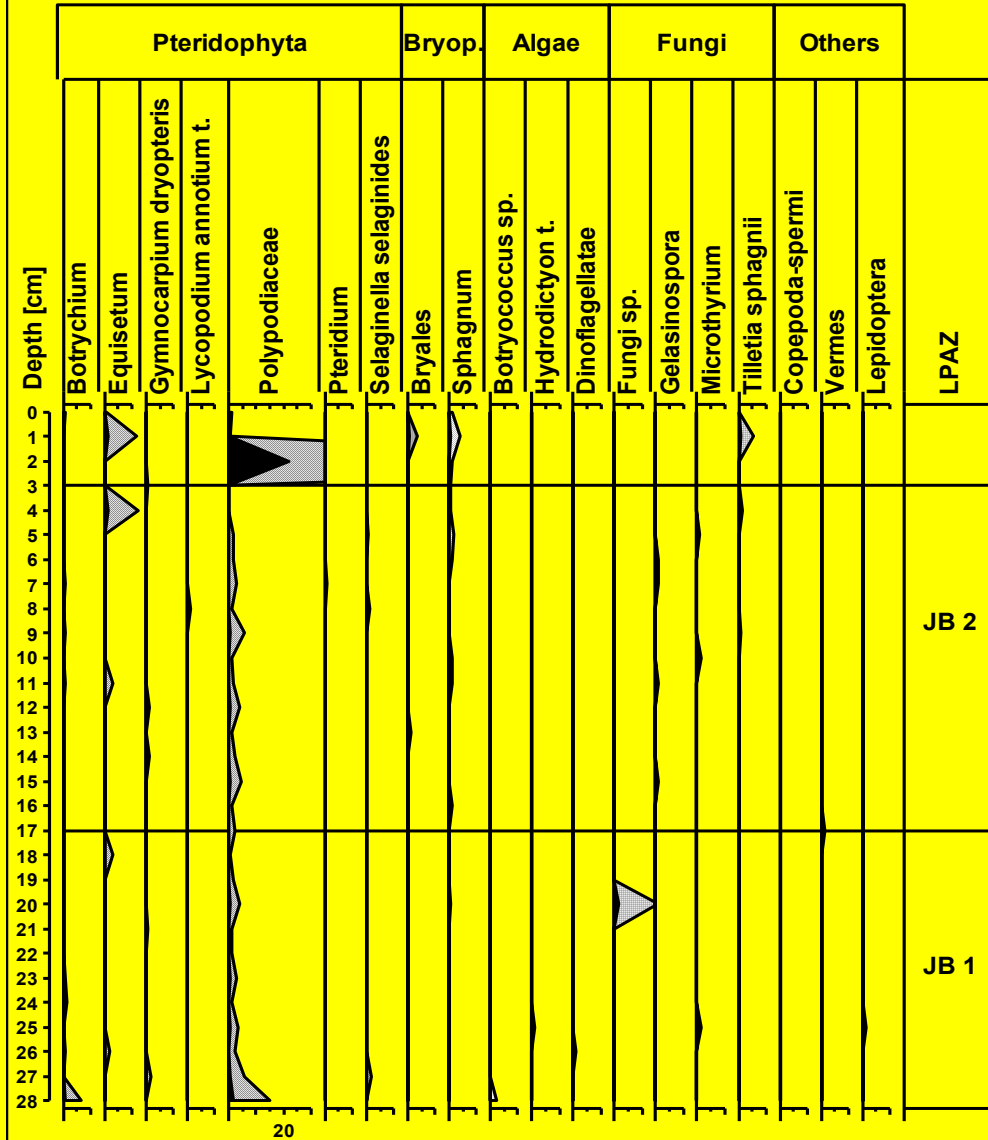 Pteridophyta
Bryop.
Algae
Fungi
Others
Depth [cm]
Botrychium
Equisetum
Gymnocarpium dryopteris
Lycopodium annotium t.
Polypodiaceae
Pteridium
Selaginella selaginides
Bryales
Sphagnum
Botryococcus sp.
Hydrodictyon t.
Dinoflagellatae
Fungi sp.
Gelasinospora
Microthyrium
Tilletia sphagnii
Copepoda-spermi
Vermes
Lepidoptera
LPAZ
0
1
2
3
4
5
6
7
8
9
10
11
12
13
14
15
16
17
18
19
20
21
22
23
24
25
26
27
28
JB 2
JB 1
20